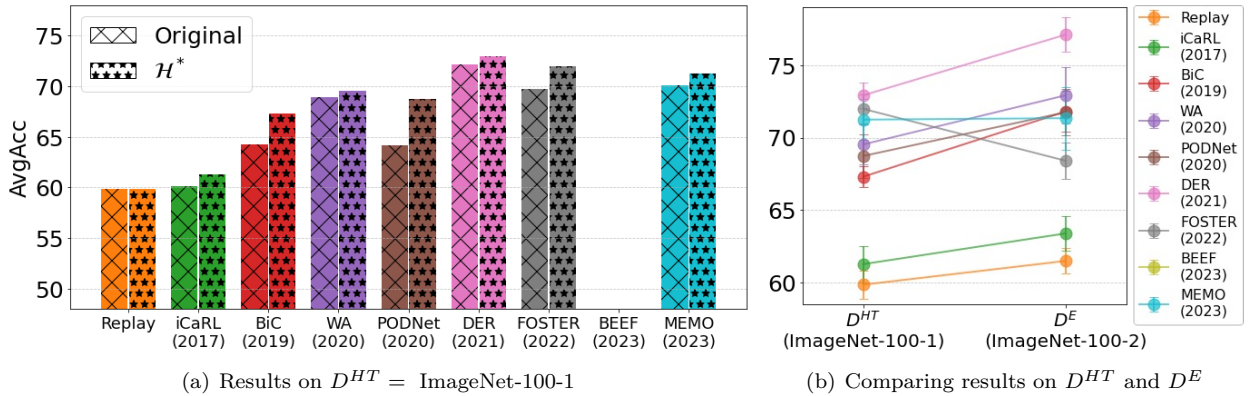 75
70
65
60
55
50
AvgAcc
Original
H*
Replay
iCaRL
(2017)
BiC
(2019)
WA
(2020)
PODNet
(2020)
DER
(2021)
FOSTER
(2022)
BEEF
(2023)
MEMO
(2023)
(a) Results on D^{HT} = ImageNet-100-1
80
75
70
65
60
D^{HT}
(ImageNet-100-1)
D^{E}
(ImageNet-100-2)
Replay
iCaRL
(2017)
BiC
(2019)
WA
(2020)
PODNet
(2020)
DER
(2021)
FOSTER
(2022)
BEEF
(2023)
MEMO
(2023)
(b) Comparing results on D^{HT} and D^{E}